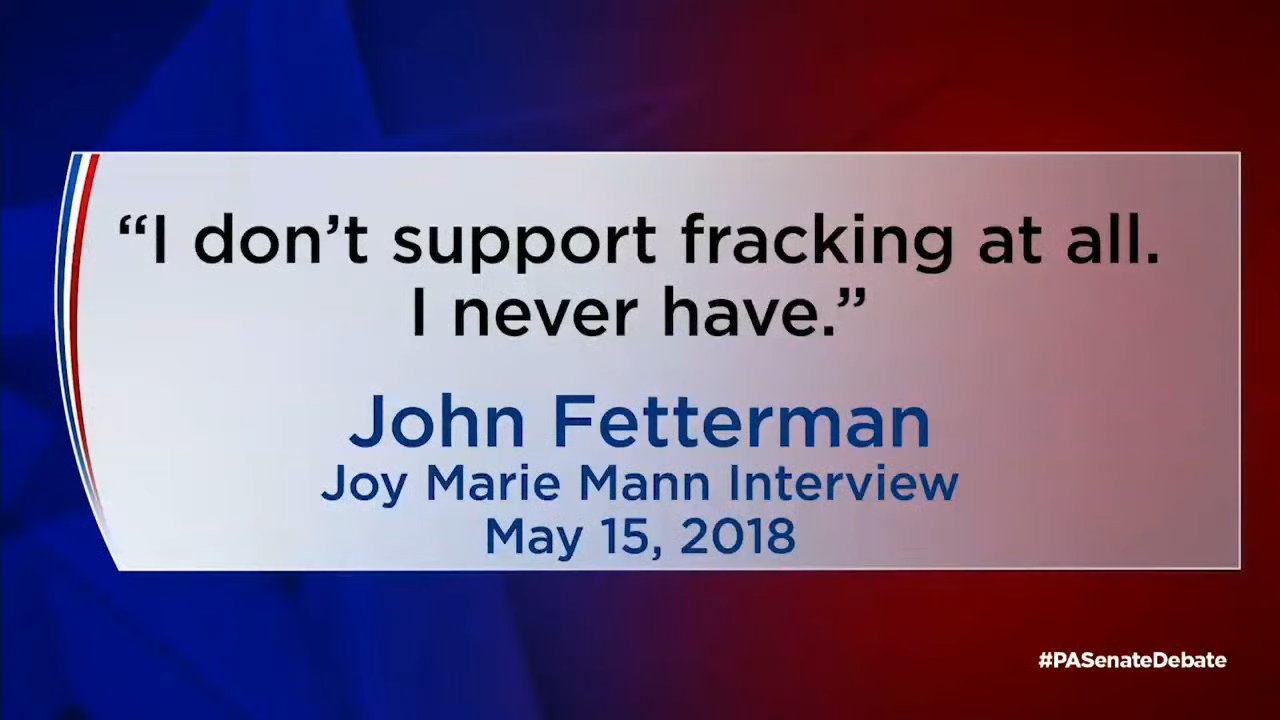 “I don’t support fracking at all.
I never have.”
John Fetterman
Joy Marie Mann Interview
May 15, 2018
#PASenateDebate